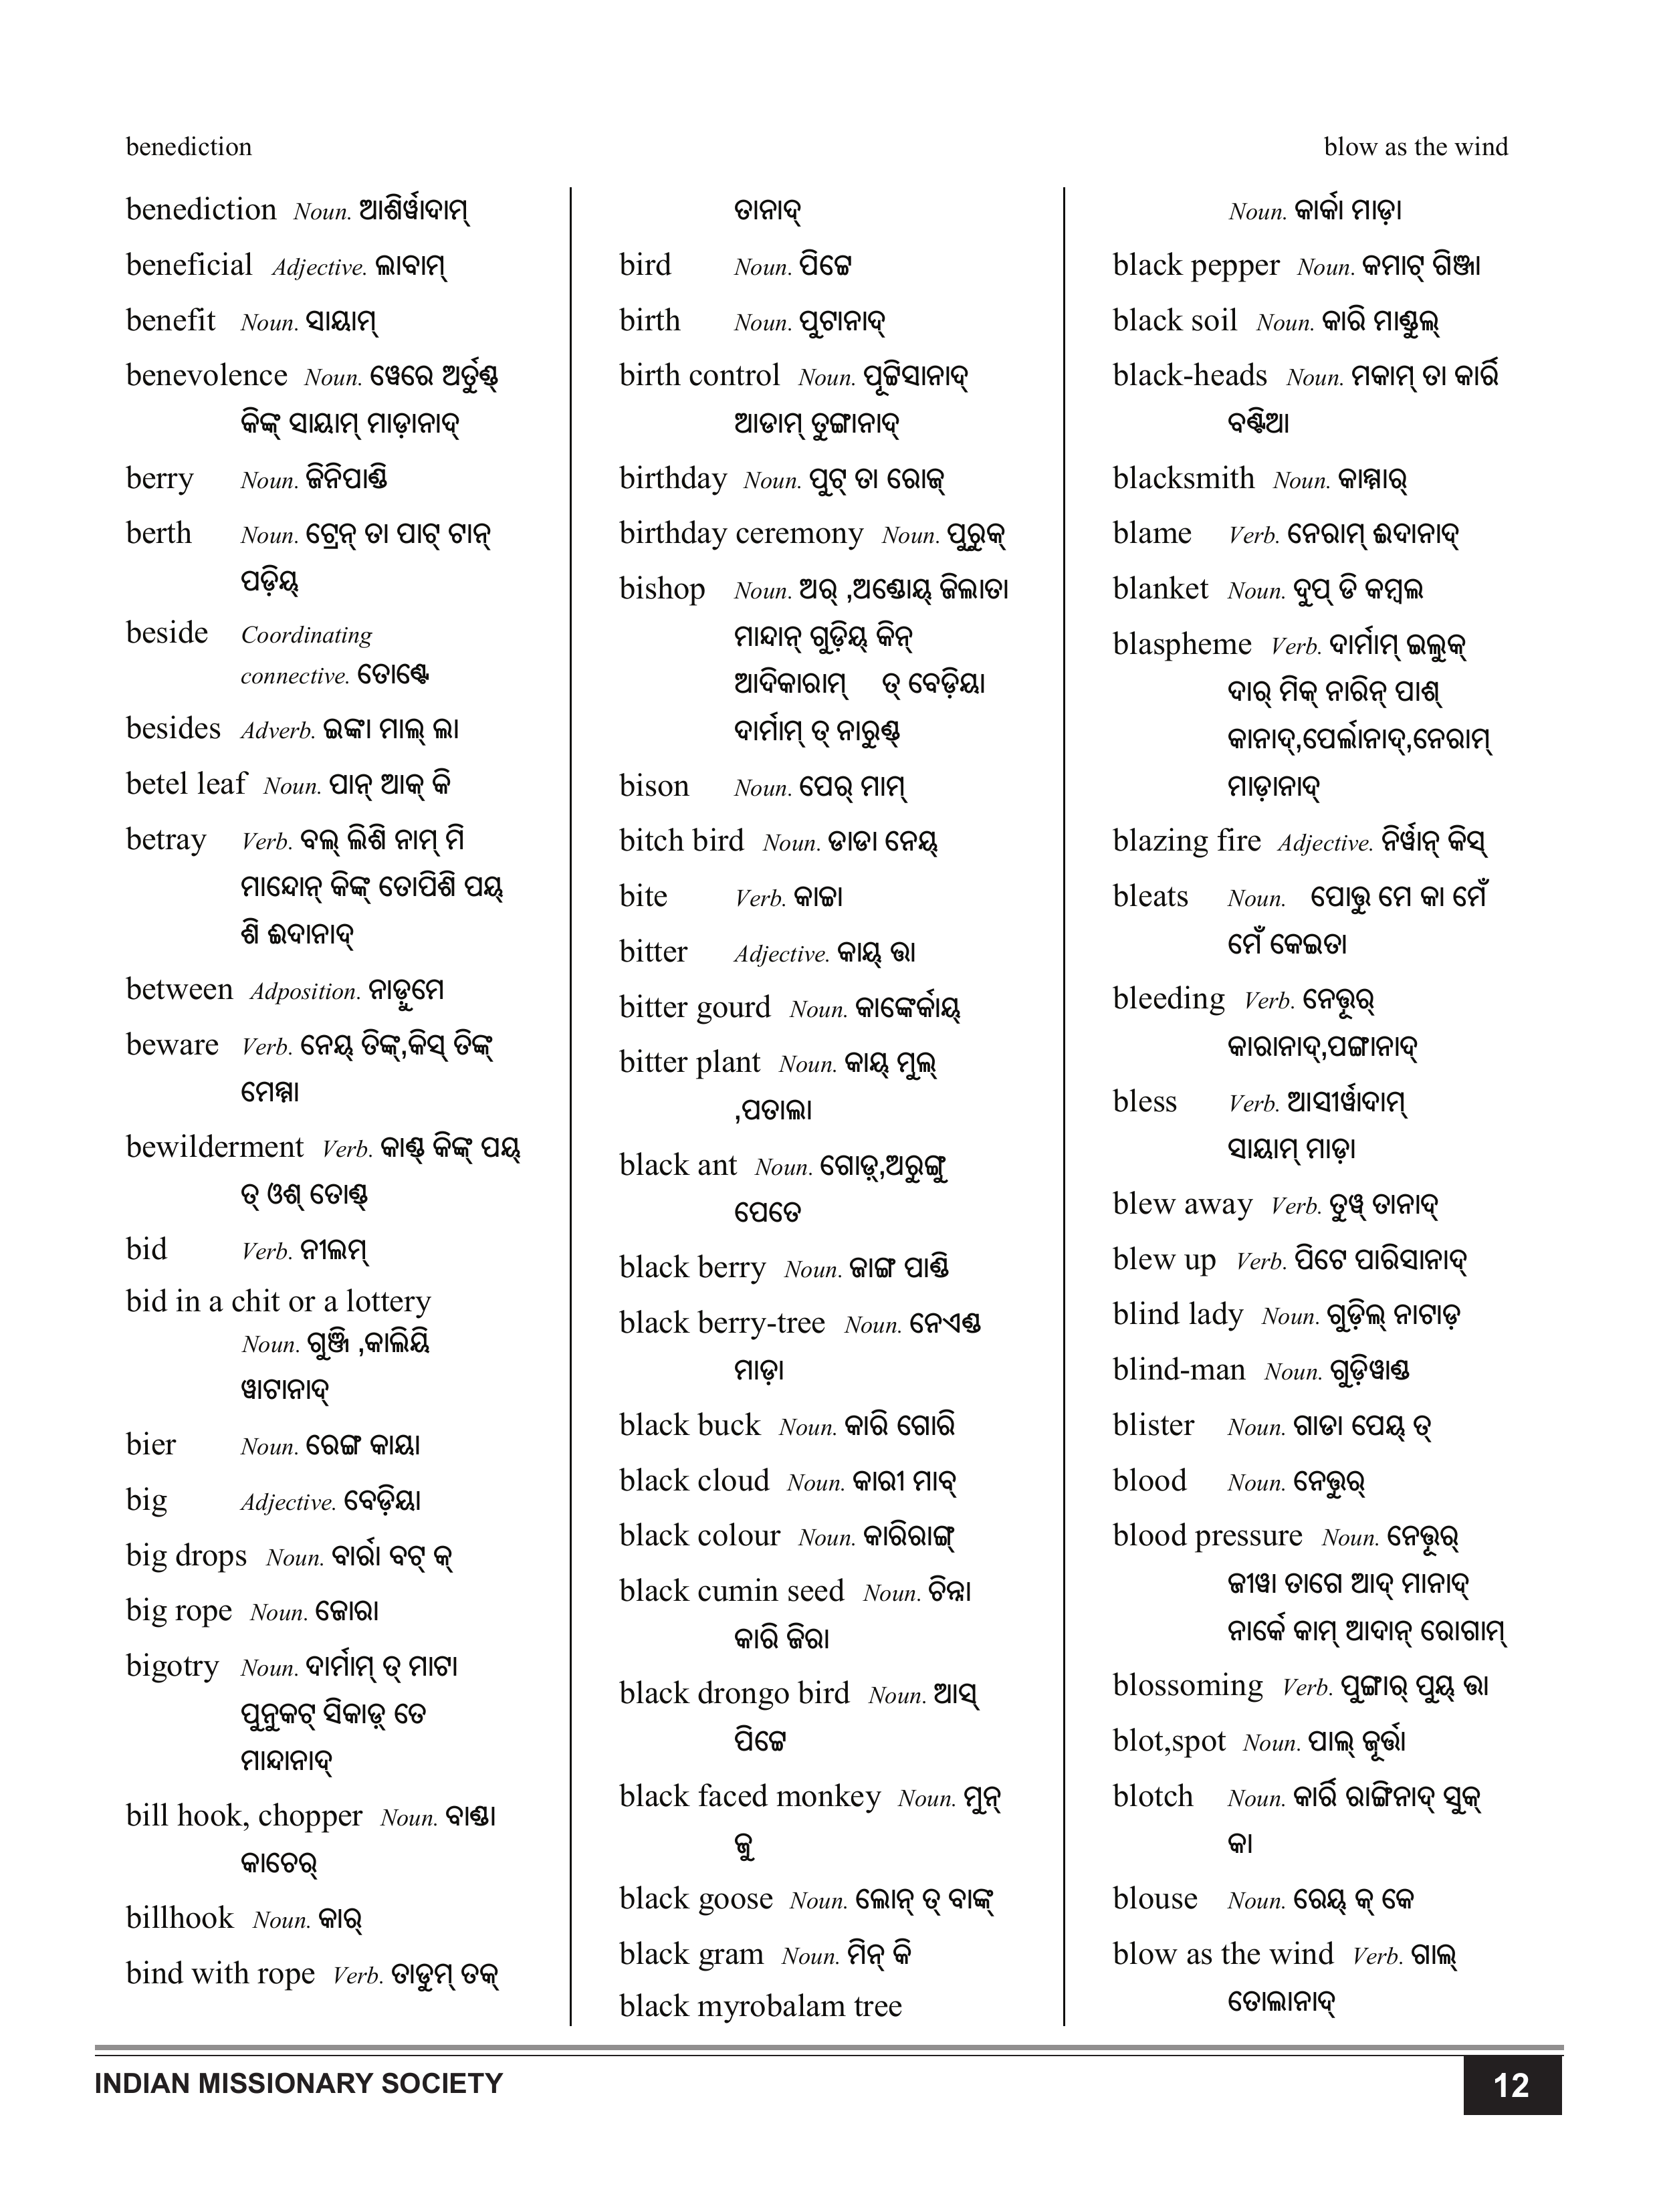 benediction
blow as the wind
benediction Noun. ଆଶିର୍ୱାଦାମ୍
beneficial Adjective. ଲାବାମ୍
benefit Noun. ସାୟାମ୍
benevolence Noun. ୱେରେ ଅର୍ତୁଣ୍ଡ୍
କିଙ୍କ୍ ସାୟାମ୍ ମାଡ଼ାନାଦ୍
berry Noun. ଜିନିପାଣ୍ଡି
berth Noun. ଟ୍ରେନ୍ ତା ପାଟ୍ ଟାନ୍
ପଡ଼ିୟ୍
beside Coordinating
connective. ତୋଣ୍ଟେ
besides Adverb. ଇଙ୍କା ମାଲ୍ ଲା
betel leaf Noun. ପାନ୍ ଆକ୍ କି
betray Verb. ବଲ୍ ଲିଶି ନାମ୍ ମି
ମାନ୍ଦୋନ୍ କିଙ୍କ୍ ତୋପିଶି ପୟ୍
ଶି ଈଦାନାଦ୍
between Adposition. ନାଡ଼ୁମେ
beware Verb. ନେୟ୍ ତିଙ୍କ୍,କିସ୍ ତିଙ୍କ୍
ମେହ୍ମା
bewilderment Verb. କାଣ୍ଡ୍ କିଙ୍କ୍ ପୟ୍
ତ୍ ଓଶ୍ ତୋଣ୍ଡ୍
bid Verb. ନୀଲମ୍
bid in a chit or a lottery
Noun. ଗୁଞ୍ଜି ,କାଲିୟି
ୱାଟାନାଦ୍
bier Noun. ରେଙ୍ଗ କାୟା
big Adjective. ବେଡ଼ିୟା
big drops Noun. ବାର୍ରା ବଟ୍ କ୍
big rope Noun. ଜୋରା
bigotry Noun. ଦାର୍ମାମ୍ ତ୍ ମାଟା
ପୁନୁକଟ୍ ସିକାଡ଼୍ ତେ
ମାନ୍ଦାନାଦ୍
bill hook, chopper Noun. ବାଣ୍ଡା
କାଚେର୍
billhook Noun. କାର୍
bind with rope Verb. ତାଡୁମ୍ ତକ୍
ତାନାଦ୍
bird Noun. ପିଟ୍ଟେ
birth Noun. ପୁଟାନାଦ୍
birth control Noun. ପୂଟ୍ଟିସାନାଦ୍
ଆଡାମ୍ ତୁଙ୍ଗାନାଦ୍
birthday Noun. ପୁଟ୍ ତା ରୋଜ୍
birthday ceremony Noun. ପୁରୁକ୍
bishop Noun. ଅର୍ ,ଅଣ୍ଡୋୟ୍ ଜିଲାତା
ମାନ୍ଦାନ୍ ଗୁଡ଼ିୟ୍ କିନ୍
ଆଦିକାରାମ୍ ତ୍ ବେଡ଼ିୟା
ଦାର୍ମାମ୍ ତ୍ ନାରୁଣ୍ଡ୍
bison Noun. ପେର୍ ମାମ୍
bitch bird Noun. ଡାଡା ନେୟ୍
bite Verb. କାଚ୍ଚା
bitter Adjective. କାୟ୍ ତ୍ତା
bitter gourd Noun. କାଙ୍କେର୍କାୟ୍
bitter plant Noun. କାୟ୍ ମୁଲ୍
,ପତାଲା
black ant Noun. ଗୋଡ଼୍,ଅରୁଙ୍ଗୁ
ପେତେ
black berry Noun. ଜାଙ୍ଗ ପାଣ୍ଡି
black berry-tree Noun. ନେଏଣ୍ଡ
ମାଡ଼ା
black buck Noun. କାରି ଗୋରି
black cloud Noun. କାରୀ ମାବ୍
black colour Noun. କାରିରାଙ୍ଗ୍
black cumin seed Noun. ଚିନ୍ନା
କାରି ଜିରା
black drongo bird Noun. ଆସ୍
ପିଟ୍ଟେ
black faced monkey Noun. ମୁନ୍
ଜୁ
black goose Noun. ଲୋନ୍ ତ୍ ବାଙ୍କ୍
black gram Noun. ମିନ୍ କି
black myrobalam tree
Noun. କାର୍କା ମାଡ଼ା
black pepper Noun. କମାଟ୍ ଗିଞ୍ଜା
black soil Noun. କାରି ମାଣ୍ଡୁଲ୍
black-heads Noun. ମକାମ୍ ତା କାର୍ରି
ବଣ୍ଟିଆ
blacksmith Noun. କାହ୍ମାର୍
blame Verb. ନେରାମ୍ ଈଦାନାଦ୍
blanket Noun. ଦୁପ୍ ଡି କମ୍ବଲ
blaspheme Verb. ଦାର୍ମାମ୍ ଇଲୁକ୍
ଦାର୍ ମିକ୍ ନାରିନ୍ ପାଶ୍
କାନାଦ୍,ପେର୍ଲାନାଦ୍,ନେରାମ୍
ମାଡ଼ାନାଦ୍
blazing fire Adjective. ନିର୍ୱାନ୍ କିସ୍
bleats Noun. ପୋତ୍ତୁ ମେ କା ମେଁ
ମେଁ କେଇତା
bleeding Verb. ନେତ୍ତୂର୍
କାରାନାଦ୍,ପଙ୍ଗାନାଦ୍
bless Verb. ଆସୀର୍ୱାଦାମ୍
ସାୟାମ୍ ମାଡ଼ା
blew away Verb. ତୁୱ୍ ତାନାଦ୍
blew up Verb. ପିଟେ ପାରିସାନାଦ୍
blind lady Noun. ଗୁଡ଼ିଲ୍ ନାଟାଡ଼
blind-man Noun. ଗୁଡ଼ିୱାଣ୍ଡ
blister Noun. ଗାଡା ପେୟ୍ ତ୍
blood Noun. ନେତ୍ତୁର୍
blood pressure Noun. ନେତ୍ତୂର୍
ଜୀୱା ତାଗେ ଆଦ୍ ମାନାଦ୍
ନାର୍କେ କାମ୍ ଆଦାନ୍ ରୋଗାମ୍
blossoming Verb. ପୁଙ୍ଗାର୍ ପୁୟ୍ ତ୍ତା
blot,spot Noun. ପାଲ୍ ଜୂର୍ତ୍ତା
blotch Noun. କାର୍ରି ରାଙ୍ଗିନାଦ୍ ସୁକ୍
କା
blouse Noun. ରେୟ୍ କ୍ କେ
blow as the wind Verb. ଗାଲ୍
ତୋଲାନାଦ୍
INDIAN MISSIONARY SOCIETY
12